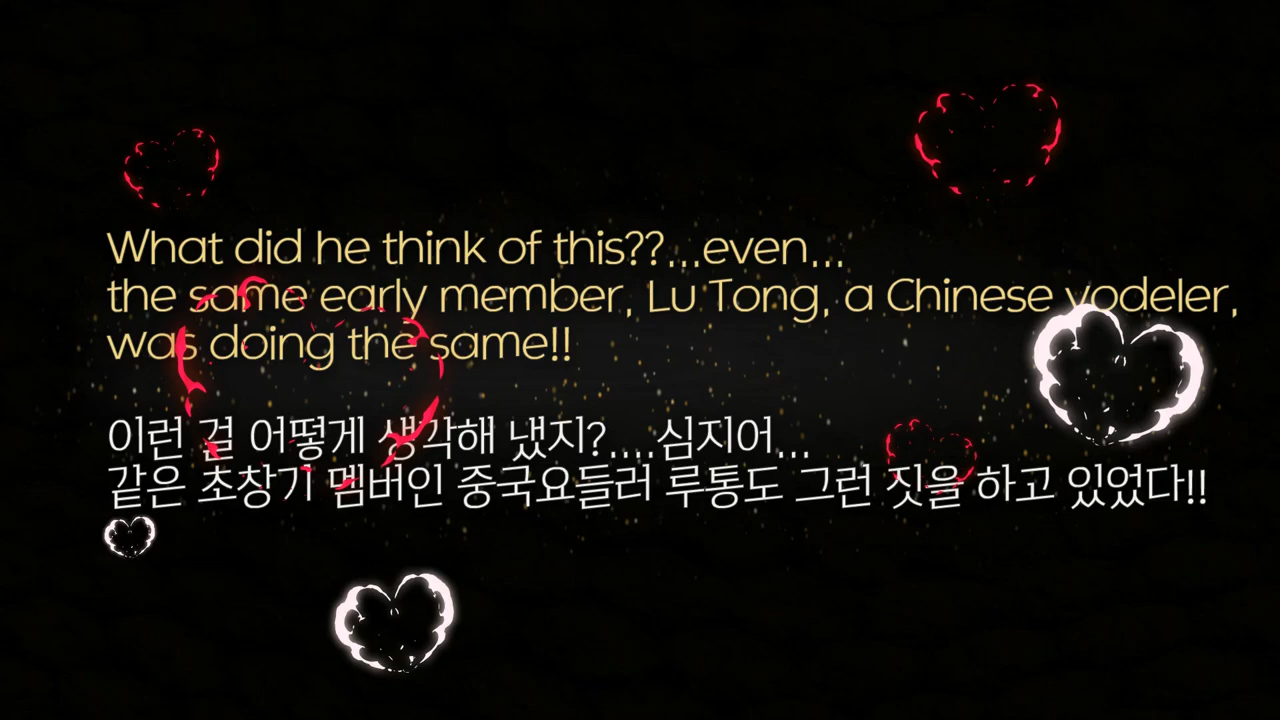 What did he think of this??...even...
the same early member, Lu Tong, a Chinese yodeler,
was doing the same!!
이런 걸 어떻게 생각해 냈지?....심지어...
같은 초창기 멤버인 중국요들러 루통도 그런 짓을 하고 있었다!!